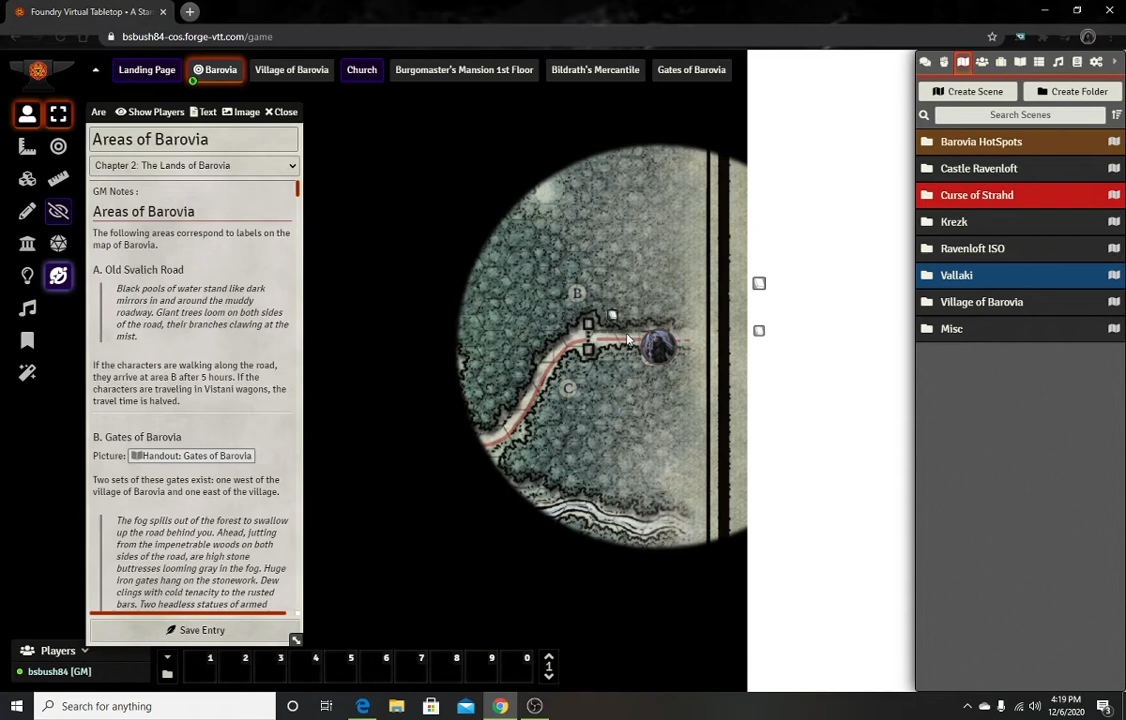 Foundry Virtual Tabletop • A Star
bsbush84-cos.forge-vtt.com/game
Landing Page
Barovia
Village of Barovia
Church
Burgomaster's Mansion 1st Floor
Bildrath's Mercantile
Gates of Barovia
Are
Show Players
Text
Image
Close
Areas of Barovia
Chapter 2: The Lands of Barovia
GM Notes :
Areas of Barovia
The following areas correspond to labels on the
map of Barovia.
A. Old Svalich Road
Black pools of water stand like dark
mirrors in and around the muddy
roadway. Giant trees loom on both sides
of the road, their branches clawing at the
mist.
If the characters are walking along the road,
they arrive at area B after 5 hours. If the
characters are traveling in Vistani wagons, the
travel time is halved.
B. Gates of Barovia
Picture: Handout: Gates of Barovia
Two sets of these gates exist: one west of the
village of Barovia and one east of the village.
The fog spills out of the forest to swallow
up the road behind you. Ahead, jutting
from the impenetrable woods on both
sides of the road, are high stone
buttresses looming gray in the fog. Huge
iron gates hang on the stonework. Dew
clings with cold tenacity to the rusted
bars. Two headless statues of armed
Save Entry
Players
bsbush84 [GM]
B
C
1 2 3 4 5 6 7 8 9 0
1
Create Scene
Create Folder
Search Scenes
Barovia HotSpots
Castle Ravenloft
Curse of Strahd
Krezk
Ravenloft ISO
Vallaki
Village of Barovia
Misc
Type here to search
4:19 PM
12/6/2020
3